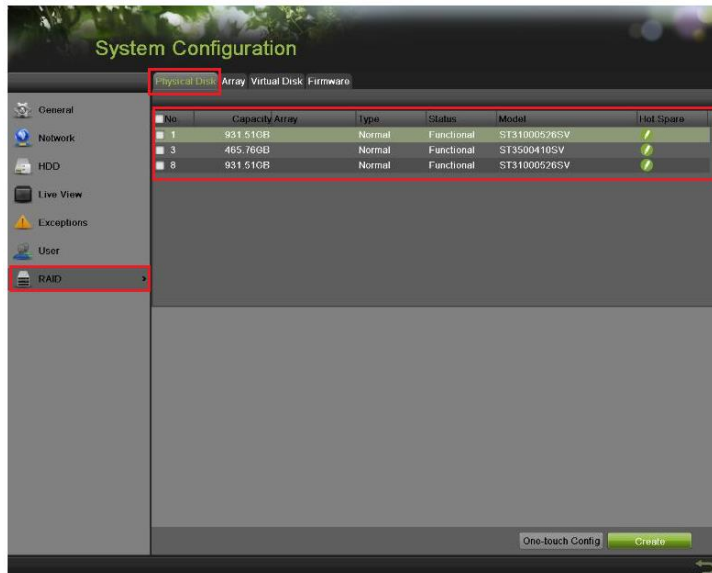 System Configuration
Physical Disk Array Virtual Disk Firmware
General
Network
HDD
Live View
Exceptions
User
RAID
No. Capacity Array Type Status Model Hot Spare
1 931.51GB Normal Functional ST31000526SV
3 465.76GB Normal Functional ST3500410SV
8 931.51GB Normal Functional ST31000526SV
One-touch Config Create